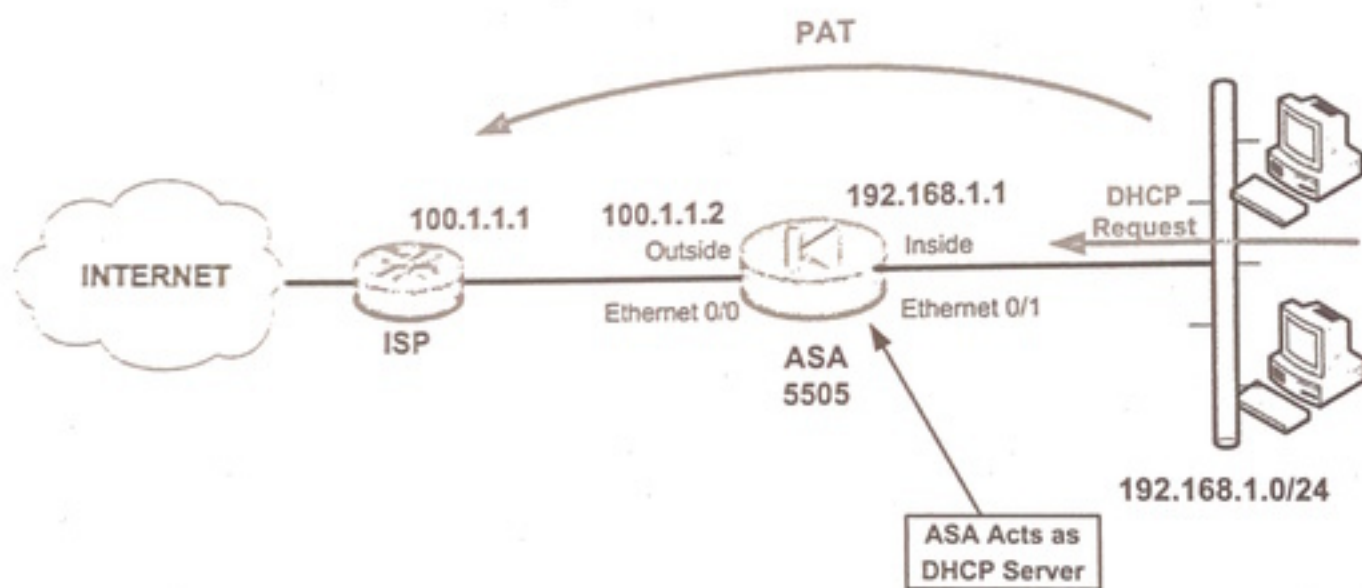 PAT
100.1.1.1
100.1.1.2
192.168.1.1
DHCP
Request
Outside
Inside
INTERNET
Ethernet 0/0
Ethernet 0/1
ISP
ASA
5505
192.168.1.0/24
ASA Acts as
DHCP Server